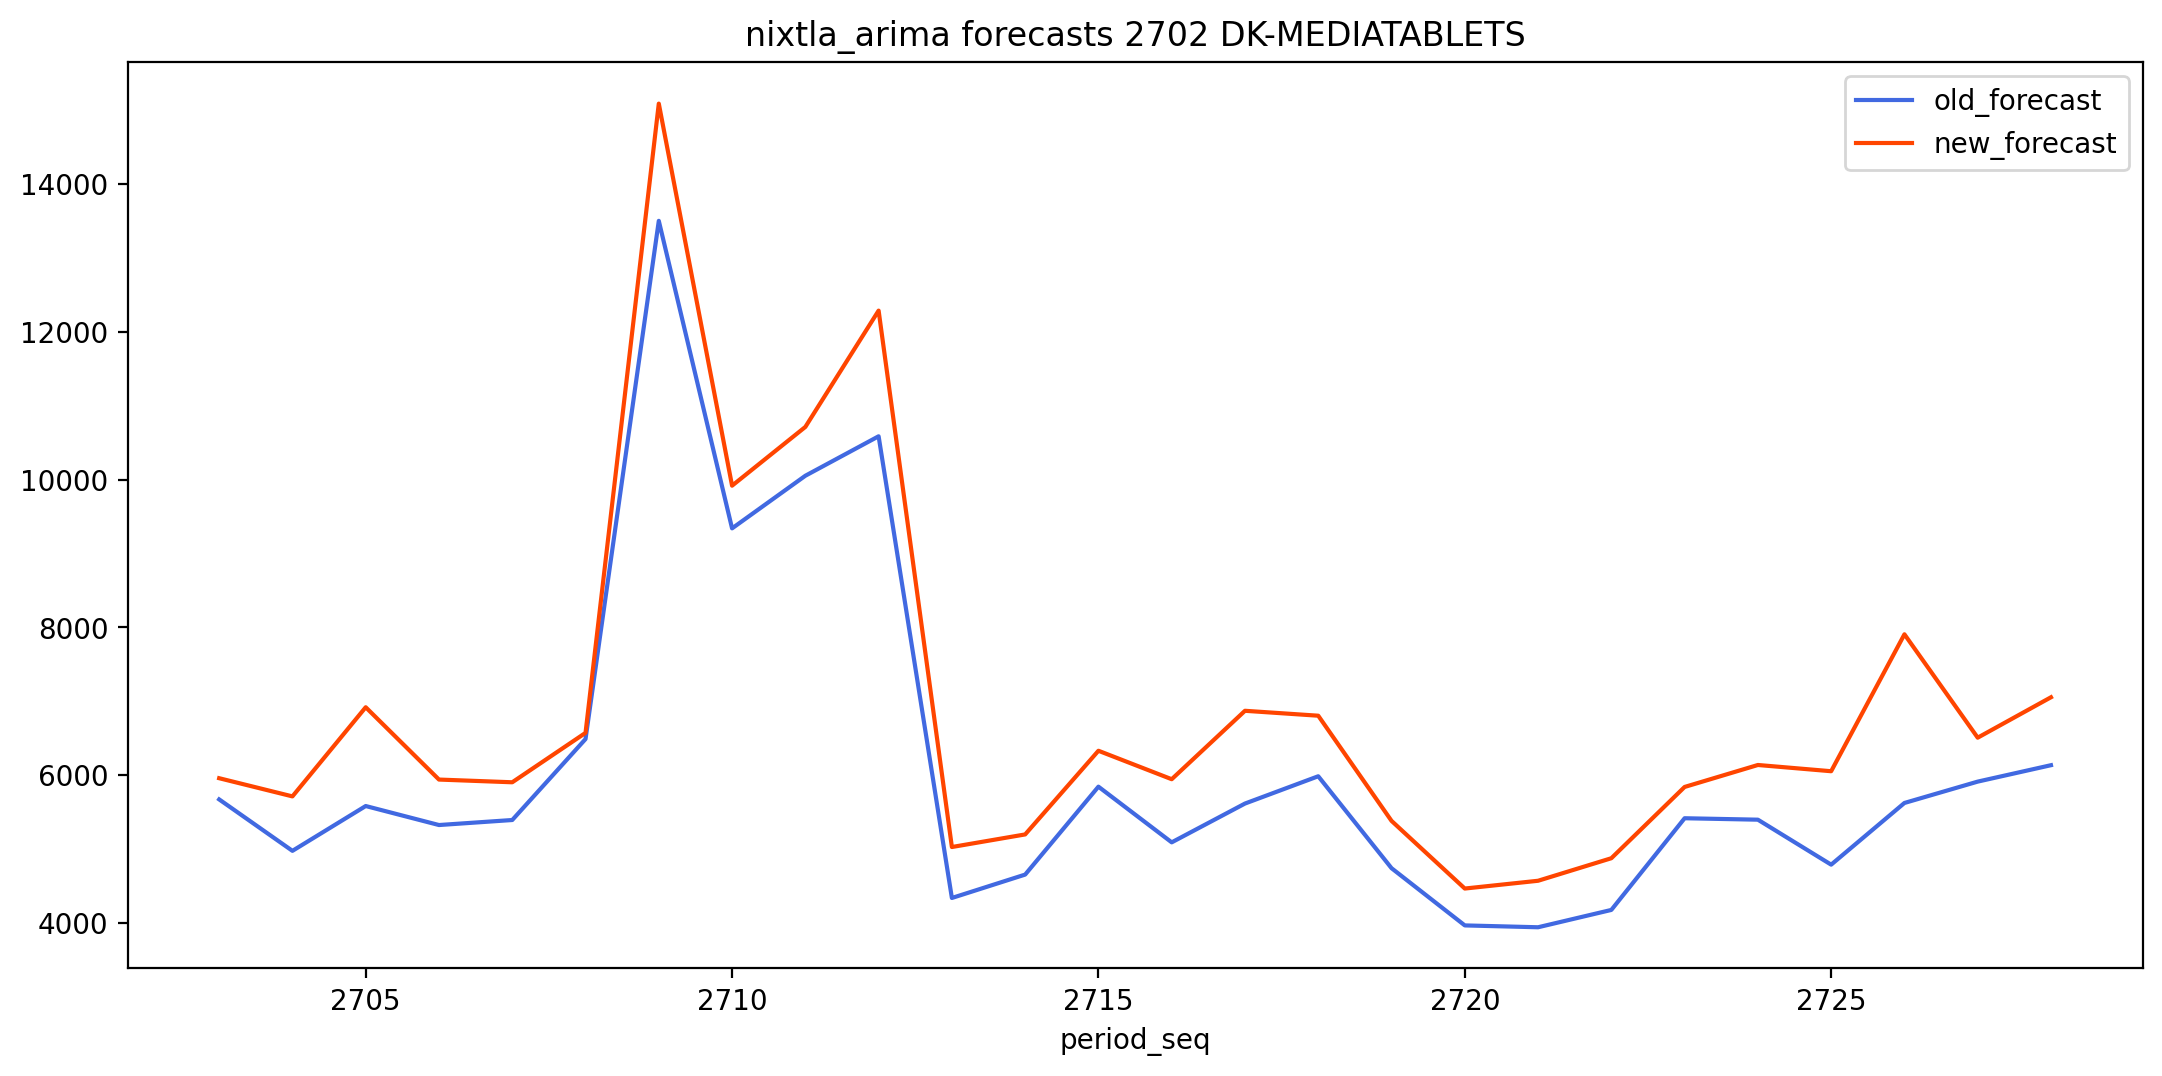 nixtla_arima forecasts 2702 DK-MEDIATABLETS
old_forecast
new_forecast
14000
12000
10000
8000
6000
4000
2705 2710 2715 2720 2725
period_seq